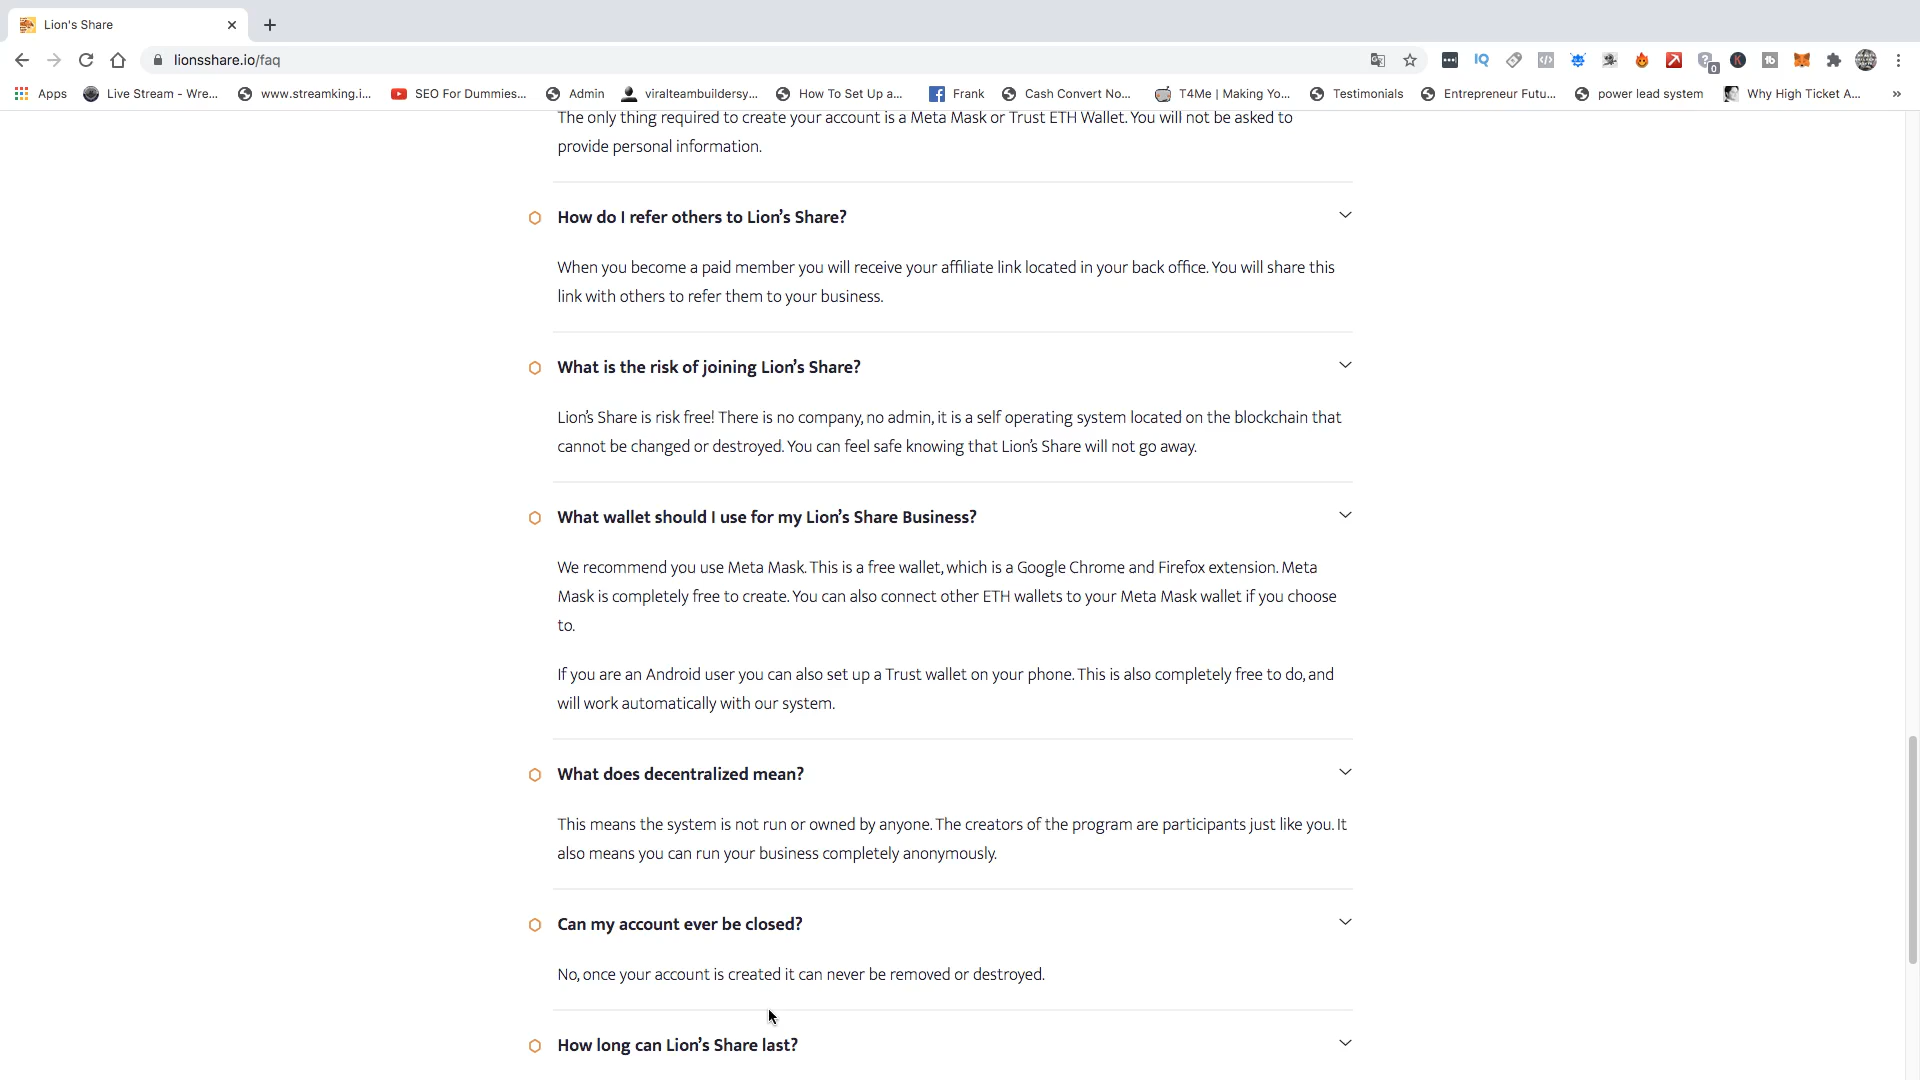 Lion's Share
lionsshare.io/faq
IQ
0
K
tb
Apps
Live Stream - Wre...
www.streamking.i...
SEO For Dummies...
Admin
viralteambuildersy...
How To Set Up a...
Frank
Cash Convert No...
T4Me | Making Yo...
Testimonials
Entrepreneur Futu...
power lead system
Why High Ticket A...
»
The only thing required to create your account is a Meta Mask or Trust ETH Wallet. You will not be asked to
provide personal information.
How do I refer others to Lion’s Share?
When you become a paid member you will receive your affiliate link located in your back office. You will share this
link with others to refer them to your business.
What is the risk of joining Lion’s Share?
Lion’s Share is risk free! There is no company, no admin, it is a self operating system located on the blockchain that
cannot be changed or destroyed. You can feel safe knowing that Lion’s Share will not go away.
What wallet should I use for my Lion’s Share Business?
We recommend you use Meta Mask. This is a free wallet, which is a Google Chrome and Firefox extension. Meta
Mask is completely free to create. You can also connect other ETH wallets to your Meta Mask wallet if you choose
to.
If you are an Android user you can also set up a Trust wallet on your phone. This is also completely free to do, and
will work automatically with our system.
What does decentralized mean?
This means the system is not run or owned by anyone. The creators of the program are participants just like you. It
also means you can run your business completely anonymously.
Can my account ever be closed?
No, once your account is created it can never be removed or destroyed.
How long can Lion’s Share last?